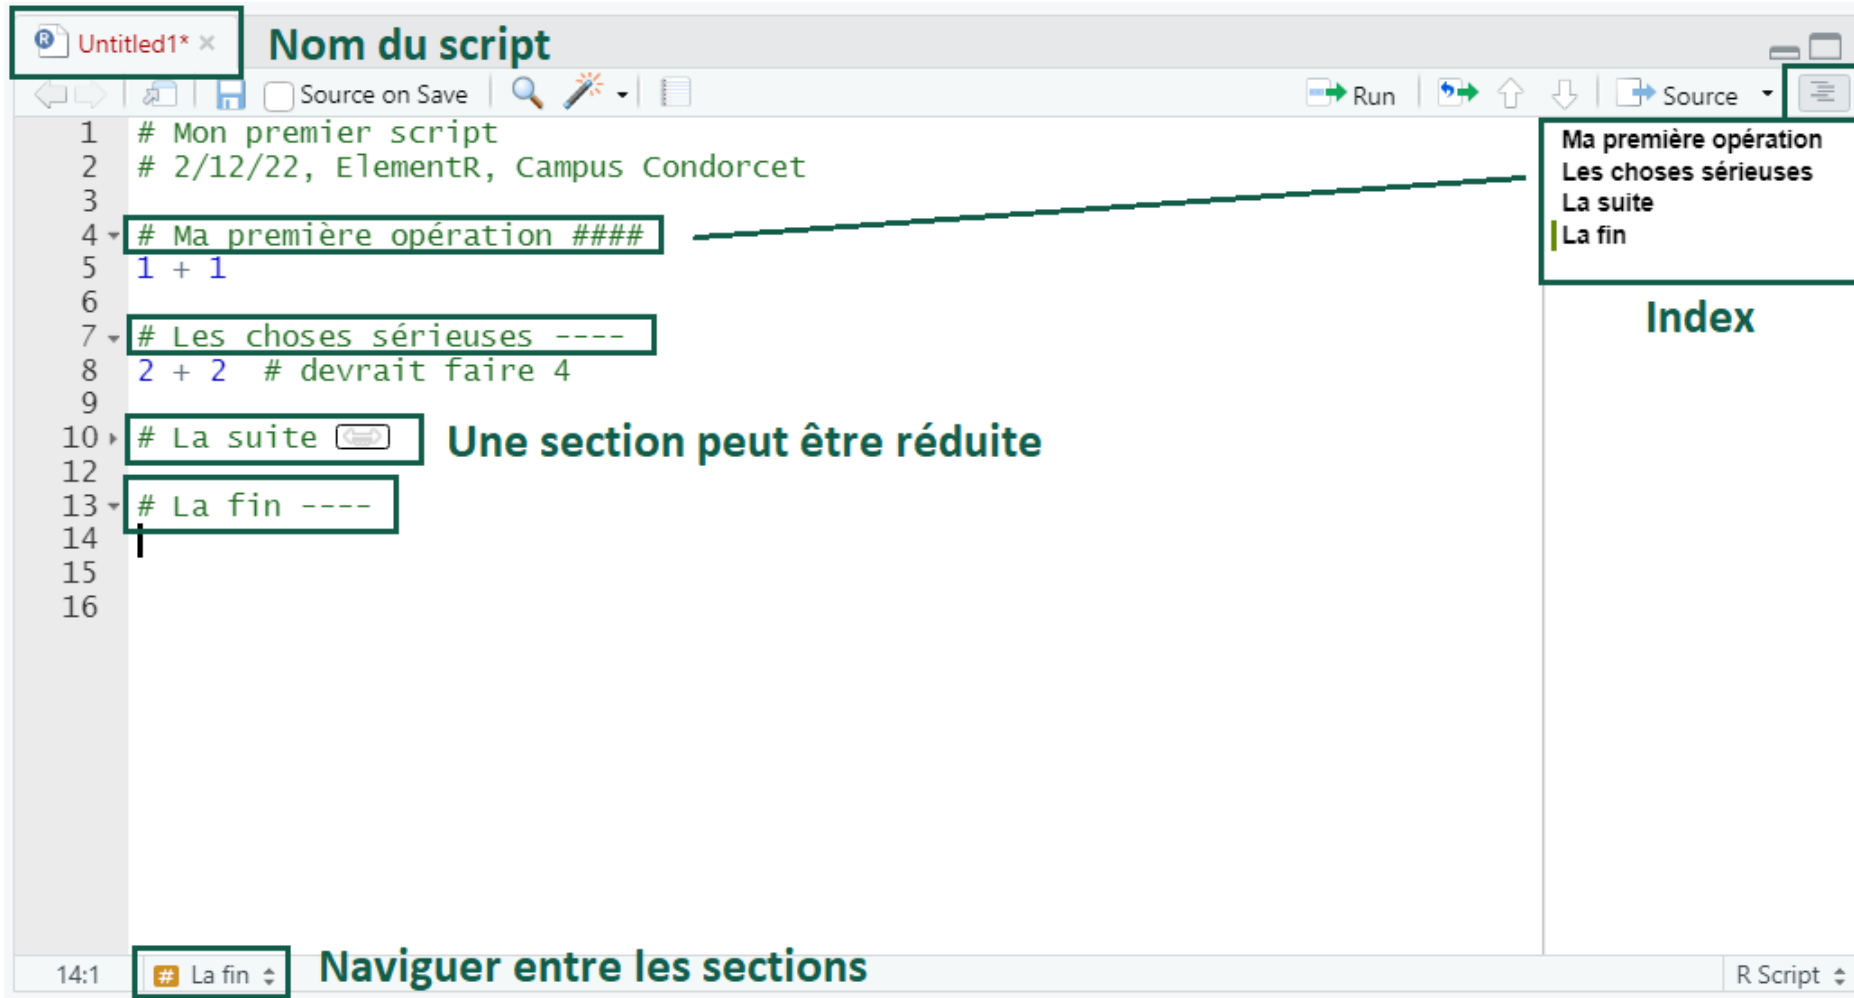 Untitled1* × Nom du script
Source on Save Run Source
1 # Mon premier script
2 # 2/12/22, ElementR, Campus Condorcet
3
4 # Ma première opération ####
5 1 + 1
6
7 # Les choses sérieuses ----
8 2 + 2  # devrait faire 4
9
10 # La suite Une section peut être réduite
12
13 # La fin ----
14
15
16
Ma première opération
Les choses sérieuses
La suite
La fin
Index
14:1 # La fin Naviguer entre les sections R Script